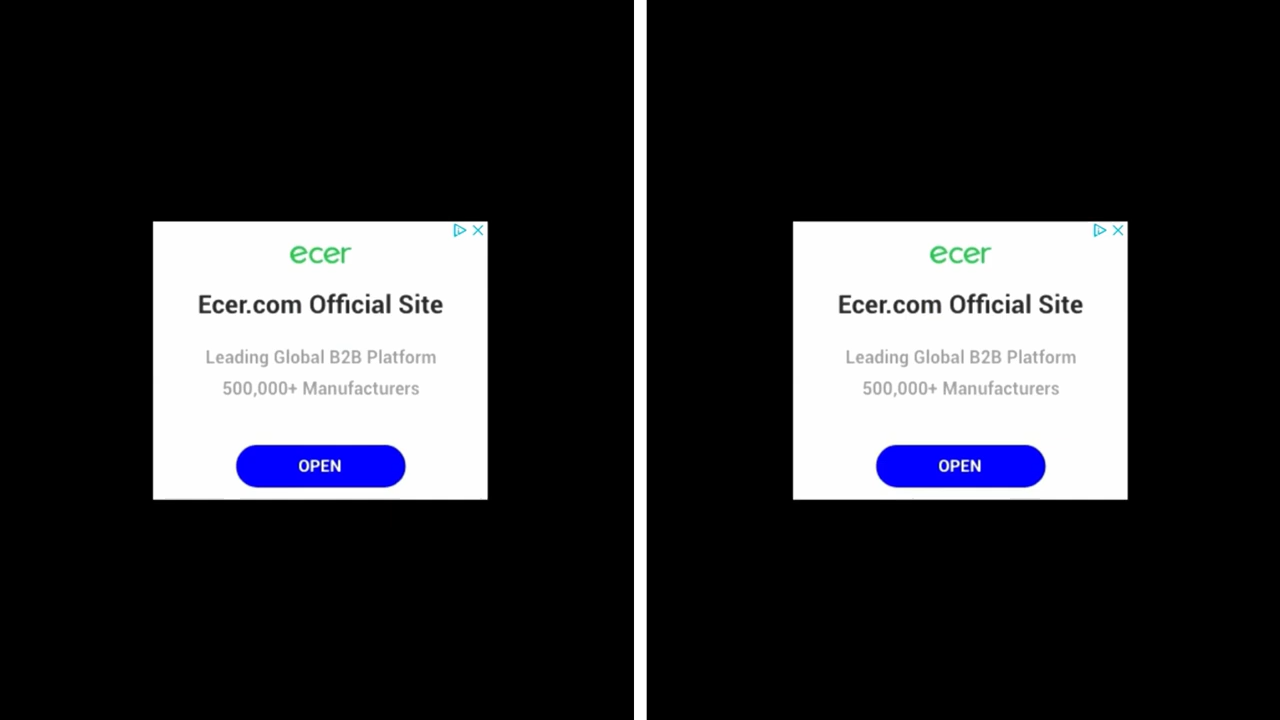 ecer
Ecer.com Official Site
Leading Global B2B Platform
500,000+ Manufacturers
OPEN
ecer
Ecer.com Official Site
Leading Global B2B Platform
500,000+ Manufacturers
OPEN